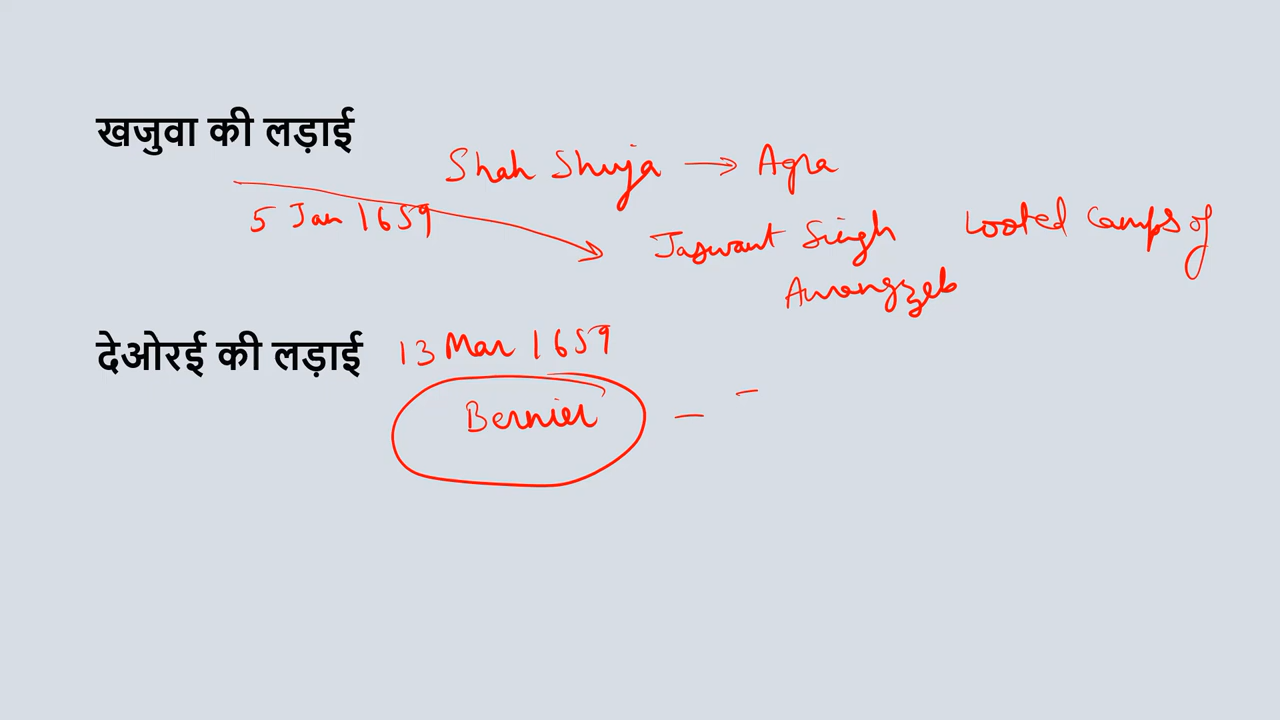 खजुवा की लड़ाई
Shah Shuja → Agra
5 Jan 1659
Jaswant Singh Looted camps of
Aurangzeb
देओरई की लड़ाई 13 Mar 1659
Bernier –